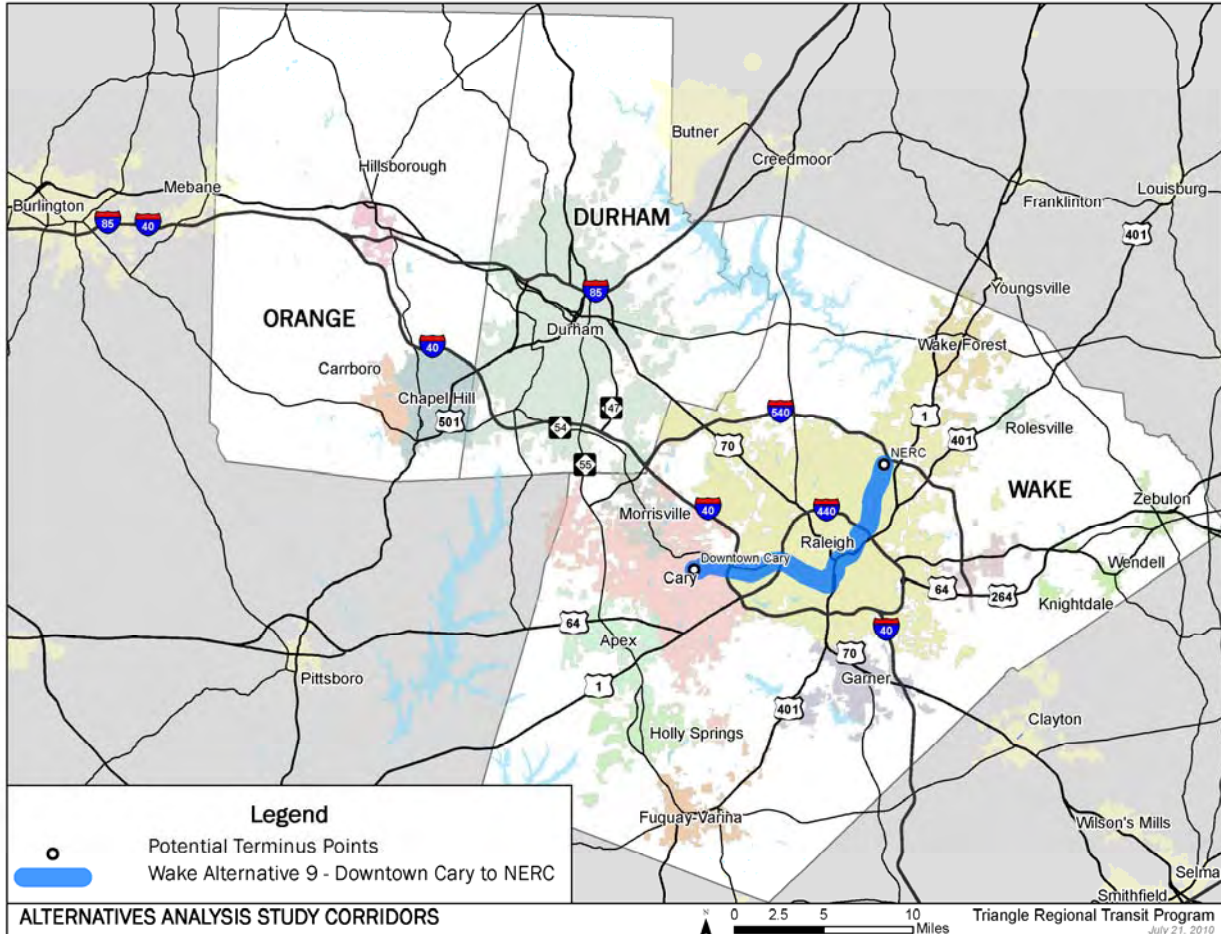 Butner
Creedmoor
Hillsborough
Mebane
Louisburg
Burlington
Franklinton
85
40
DURHAM
401
85
Youngsville
ORANGE
Durham
40
Wake Forest
Carrboro
Chapel Hill
147
540
1
501
54
70
401
Rolesville
55
NERC
WAKE
Zebulon
Morrisville
40
440
Raleigh
Downtown Cary
Cary
Wendell
64
264
Knightdale
64
Apex
40
70
Pittsboro
1
Garner
401
Clayton
Holly Springs
Fuquay-Varina
Wilson's Mills
Selma
Smithfield
Legend
Potential Terminus Points
Wake Alternative 9 - Downtown Cary to NERC
ALTERNATIVES ANALYSIS STUDY CORRIDORS
N
0 2.5 5 10
Miles
Triangle Regional Transit Program
July 21, 2010